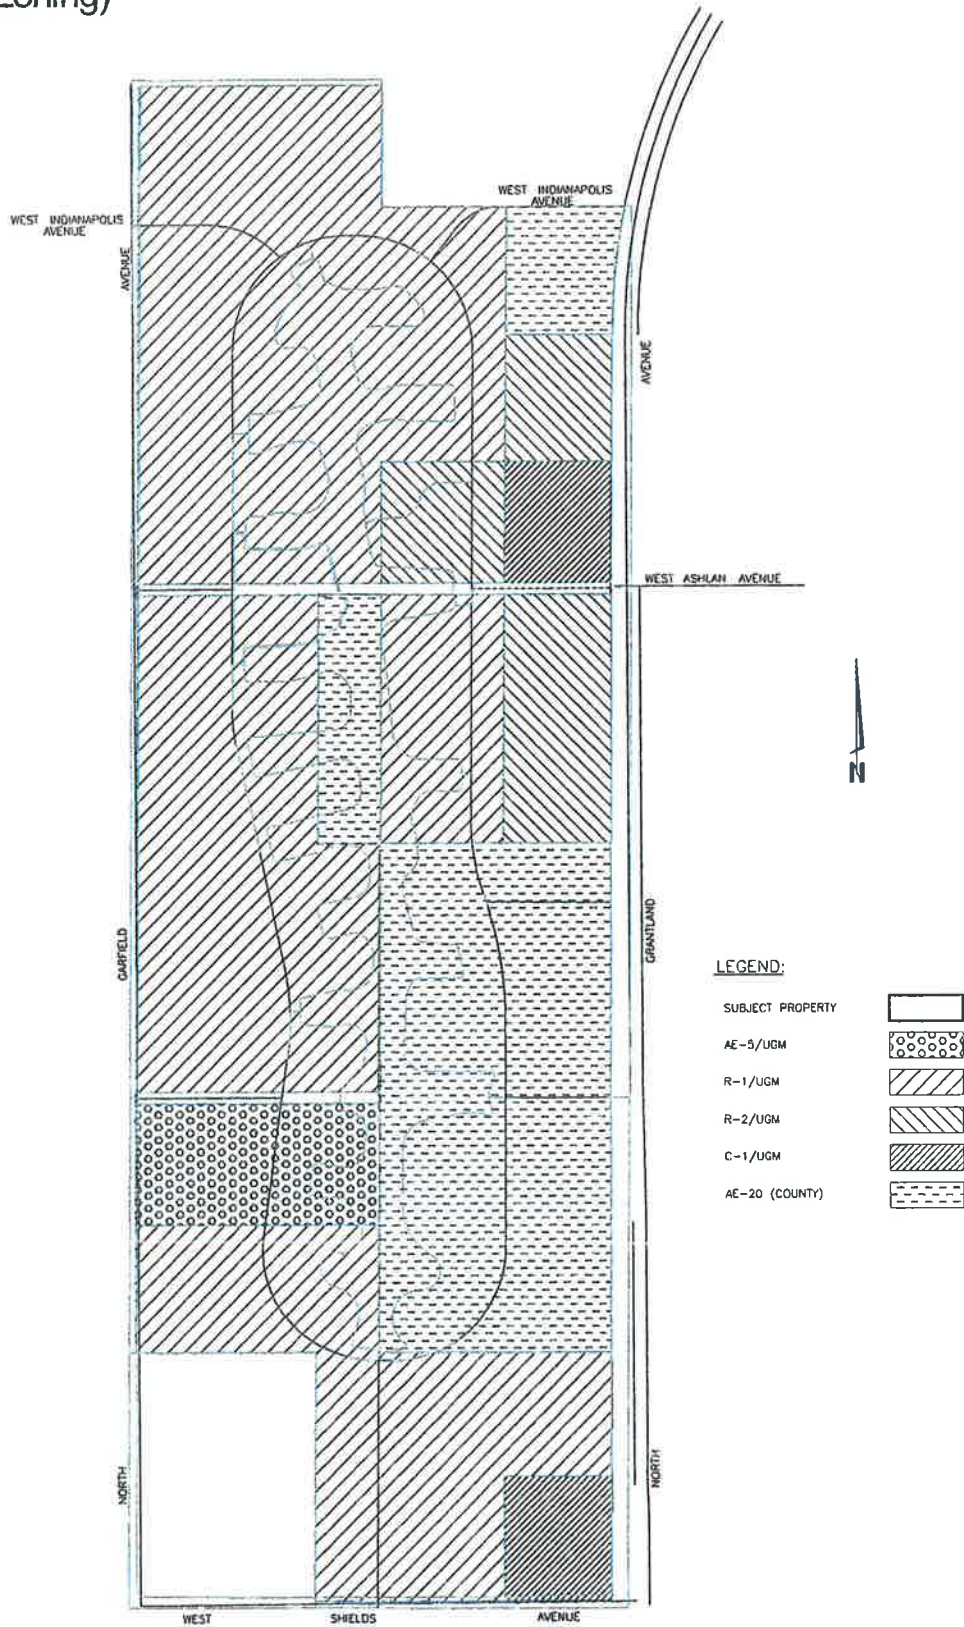 WEST INDIANAPOLIS
AVENUE
WEST INDIANAPOLIS
AVENUE
AVENUE
AVENUE
WEST ASHLAN AVENUE
N
GARFIELD
GRANTLAND
LEGEND:
SUBJECT PROPERTY
AE-5/UGM
R-1/UGM
R-2/UGM
C-1/UGM
AE-20 (COUNTY)
NORTH
NORTH
WEST SHIELDS AVENUE